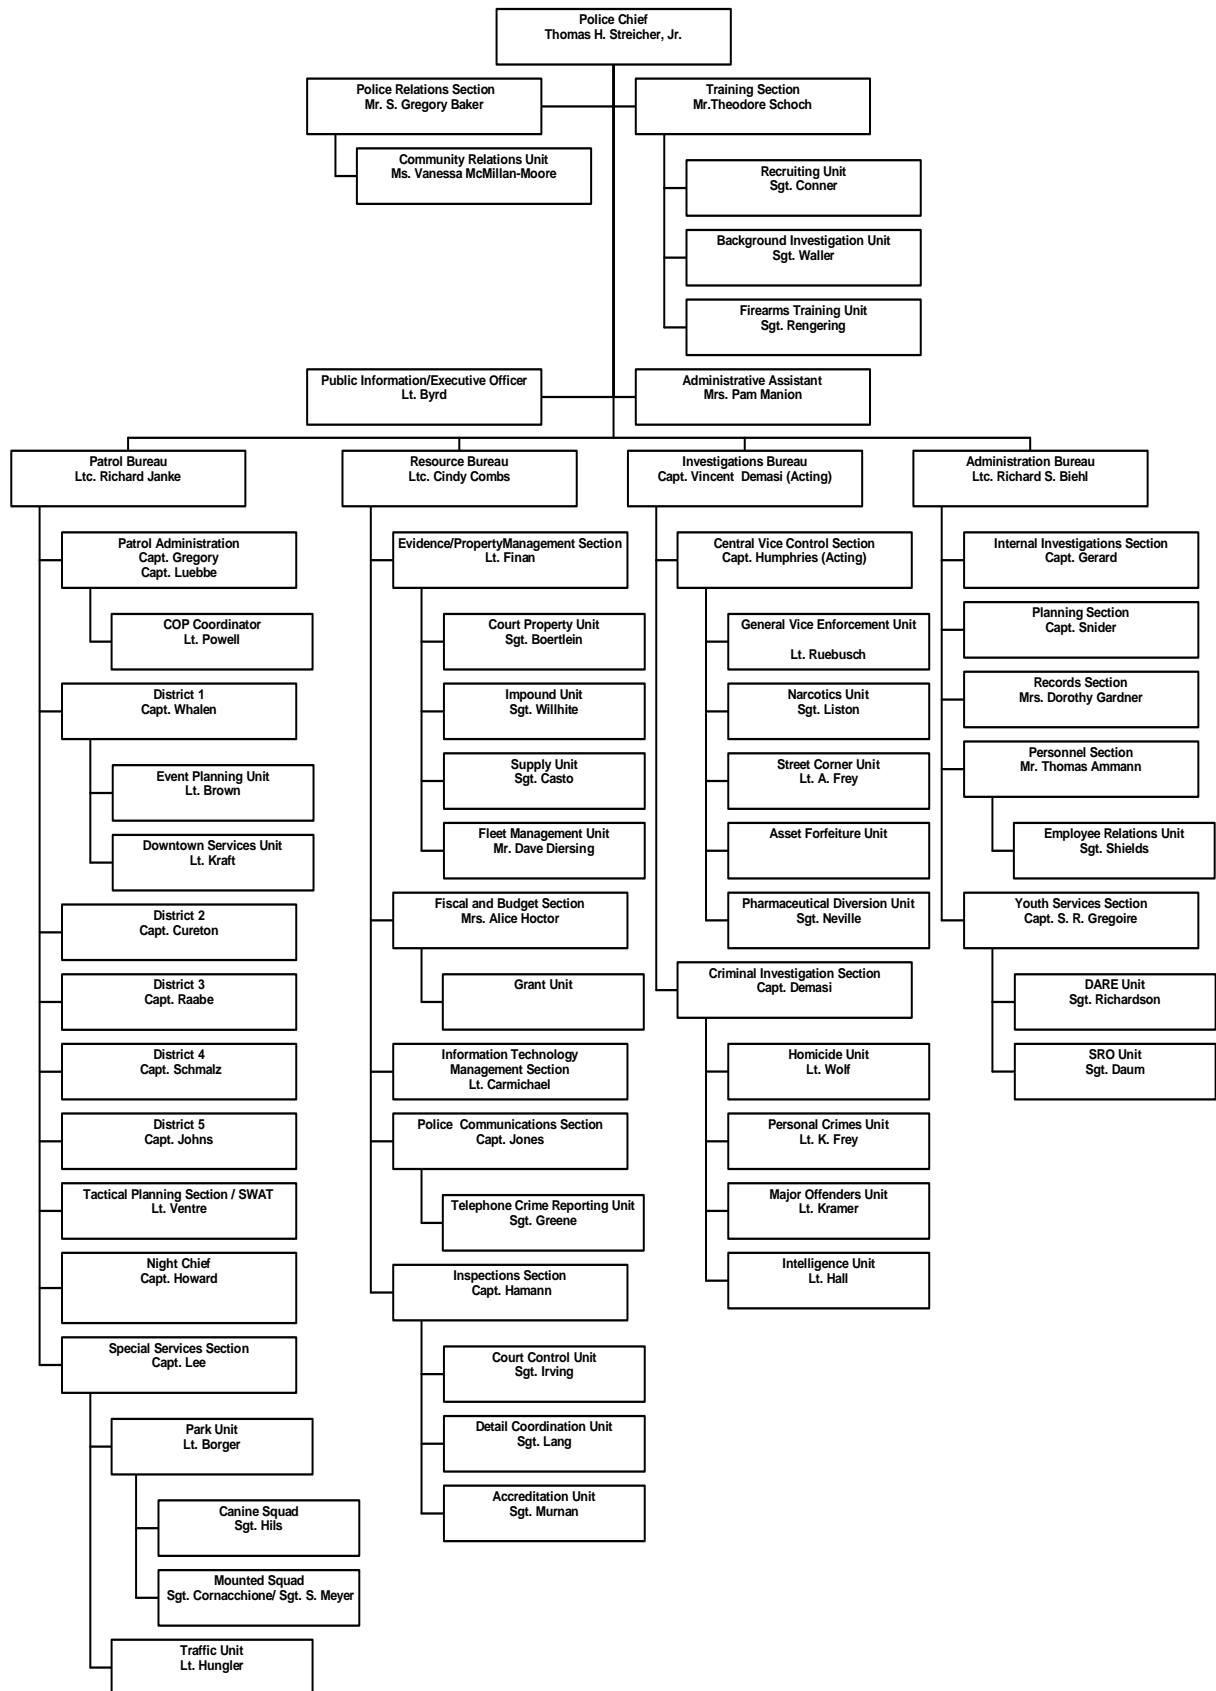 Police Chief
Thomas H. Streicher, Jr.
Police Relations Section
Mr. S. Gregory Baker
Community Relations Unit
Ms. Vanessa McMillan-Moore
Training Section
Mr.Theodore Schoch
Recruiting Unit
Sgt. Conner
Background Investigation Unit
Sgt. Waller
Firearms Training Unit
Sgt. Rengering
Public Information/Executive Officer
Lt. Byrd
Administrative Assistant
Mrs. Pam Manion
Patrol Bureau
Ltc. Richard Janke
Patrol Administration
Capt. Gregory
Capt. Luebbe
COP Coordinator
Lt. Powell
District 1
Capt. Whalen
Event Planning Unit
Lt. Brown
Downtown Services Unit
Lt. Kraft
District 2
Capt. Cureton
District 3
Capt. Raabe
District 4
Capt. Schmalz
District 5
Capt. Johns
Tactical Planning Section / SWAT
Lt. Ventre
Night Chief
Capt. Howard
Special Services Section
Capt. Lee
Park Unit
Lt. Borger
Canine Squad
Sgt. Hils
Mounted Squad
Sgt. Cornacchione/ Sgt. S. Meyer
Traffic Unit
Lt. Hungler
Resource Bureau
Ltc. Cindy Combs
Evidence/PropertyManagement Section
Lt. Finan
Court Property Unit
Sgt. Boertlein
Impound Unit
Sgt. Willhite
Supply Unit
Sgt. Casto
Fleet Management Unit
Mr. Dave Diersing
Fiscal and Budget Section
Mrs. Alice Hoctor
Grant Unit
Information Technology
Management Section
Lt. Carmichael
Police Communications Section
Capt. Jones
Telephone Crime Reporting Unit
Sgt. Greene
Inspections Section
Capt. Hamann
Court Control Unit
Sgt. Irving
Detail Coordination Unit
Sgt. Lang
Accreditation Unit
Sgt. Murnan
Investigations Bureau
Capt. Vincent Demasi (Acting)
Central Vice Control Section
Capt. Humphries (Acting)
General Vice Enforcement Unit
Lt. Ruebusch
Narcotics Unit
Sgt. Liston
Street Corner Unit
Lt. A. Frey
Asset Forfeiture Unit
Pharmaceutical Diversion Unit
Sgt. Neville
Criminal Investigation Section
Capt. Demasi
Homicide Unit
Lt. Wolf
Personal Crimes Unit
Lt. K. Frey
Major Offenders Unit
Lt. Kramer
Intelligence Unit
Lt. Hall
Administration Bureau
Ltc. Richard S. Biehl
Internal Investigations Section
Capt. Gerard
Planning Section
Capt. Snider
Records Section
Mrs. Dorothy Gardner
Personnel Section
Mr. Thomas Ammann
Employee Relations Unit
Sgt. Shields
Youth Services Section
Capt. S. R. Gregoire
DARE Unit
Sgt. Richardson
SRO Unit
Sgt. Daum